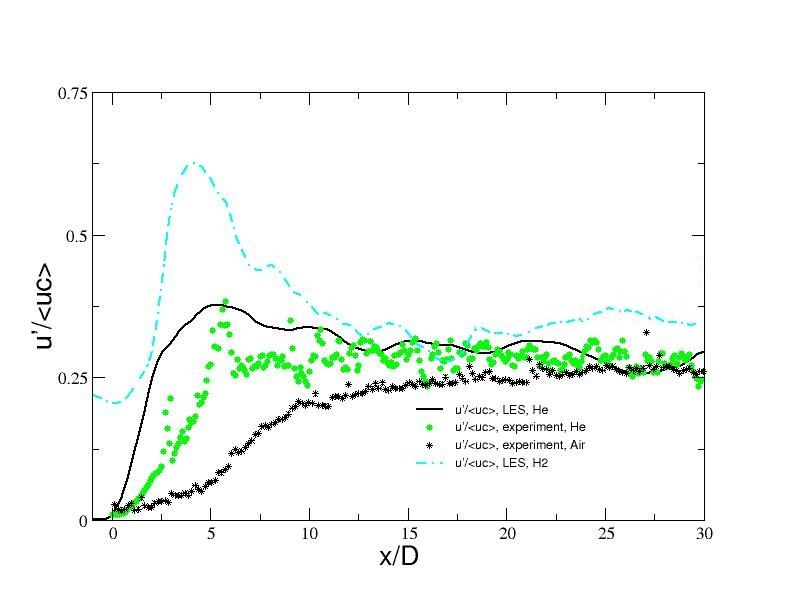 0.75
0.5
0.25
0
u'/<uc>
u'/<uc>, LES, He
u'/<uc>, experiment, He
u'/<uc>, experiment, Air
u'/<uc>, LES, H2
0 5 10 15 20 25 30
x/D